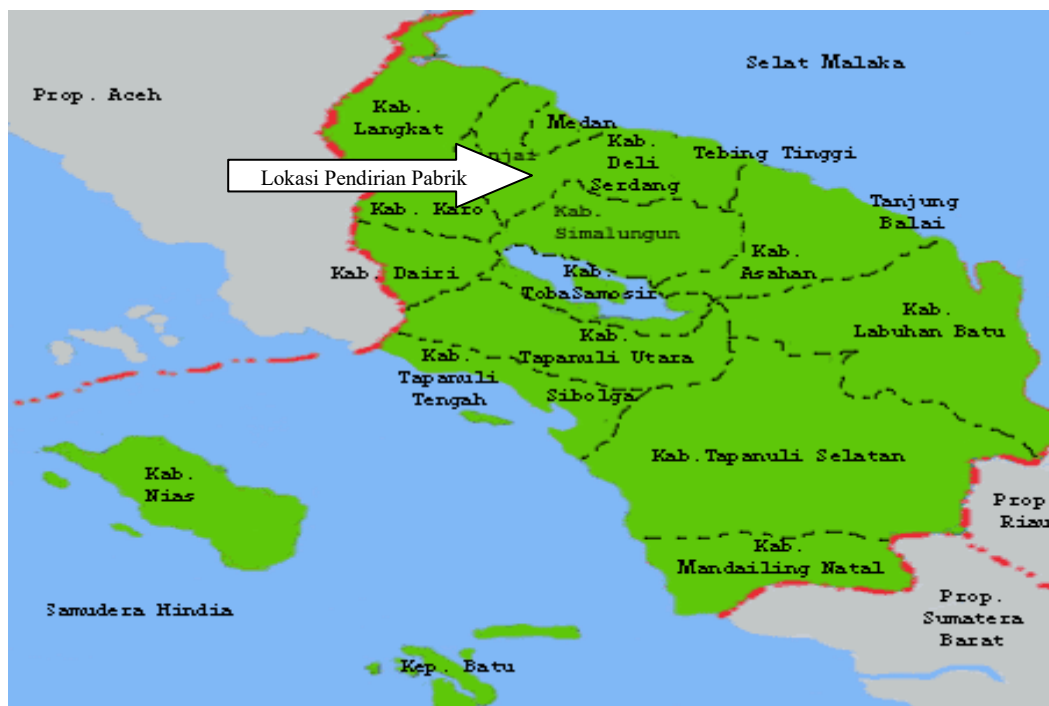 Selat Malaka
Prop. Aceh
Kab.
Langkat
Medan
Kab.
Deli
Serdang
Tebing Tinggi
Lokasi Pendirian Pabrik
Kab. Karo
Kab.
Simalungun
Tanjung
Balai
Kab. Dairi
Kab.
TobaSamosir
Kab.
Asahan
Kab.
Labuhan Batu
Kab.
Tapanuli Utara
Kab.
Tapanuli
Tengah
Sibolga
Kab.Tapanuli Selatan
Kab.
Nias
Prop
Riau
Kab.
Mandailing Natal
Samudera Hindia
Prop.
Sumatera
Barat
Kep. Batu